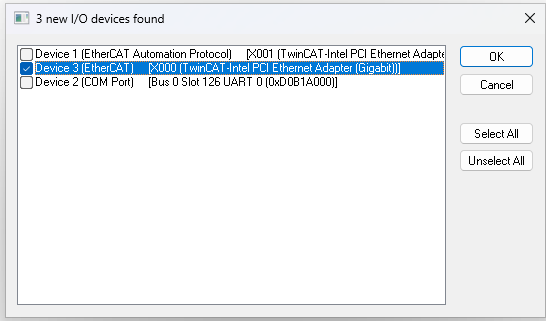 3 new I/O devices found
Device 1 (EtherCAT Automation Protocol) [X001 (TwinCAT-Intel PCI Ethernet Adapte
Device 3 (EtherCAT) [X000 (TwinCAT-Intel PCI Ethernet Adapter (Gigabit))]
Device 2 (COM Port) [Bus 0 Slot 126 UART 0 (0xD0B1A000)]
OK
Cancel
Select All
Unselect All